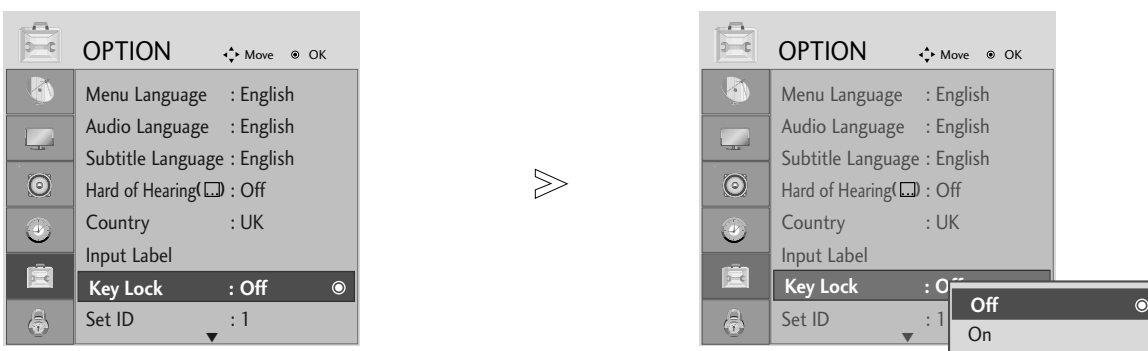 OPTION Move OK
Menu Language : English
Audio Language : English
Subtitle Language : English
Hard of Hearing( ) : Off
Country : UK
Input Label
Key Lock : Off
Set ID : 1
OPTION Move OK
Menu Language : English
Audio Language : English
Subtitle Language : English
Hard of Hearing( ) : Off
Country : UK
Input Label
Key Lock : O
Set ID : 1
Off
On